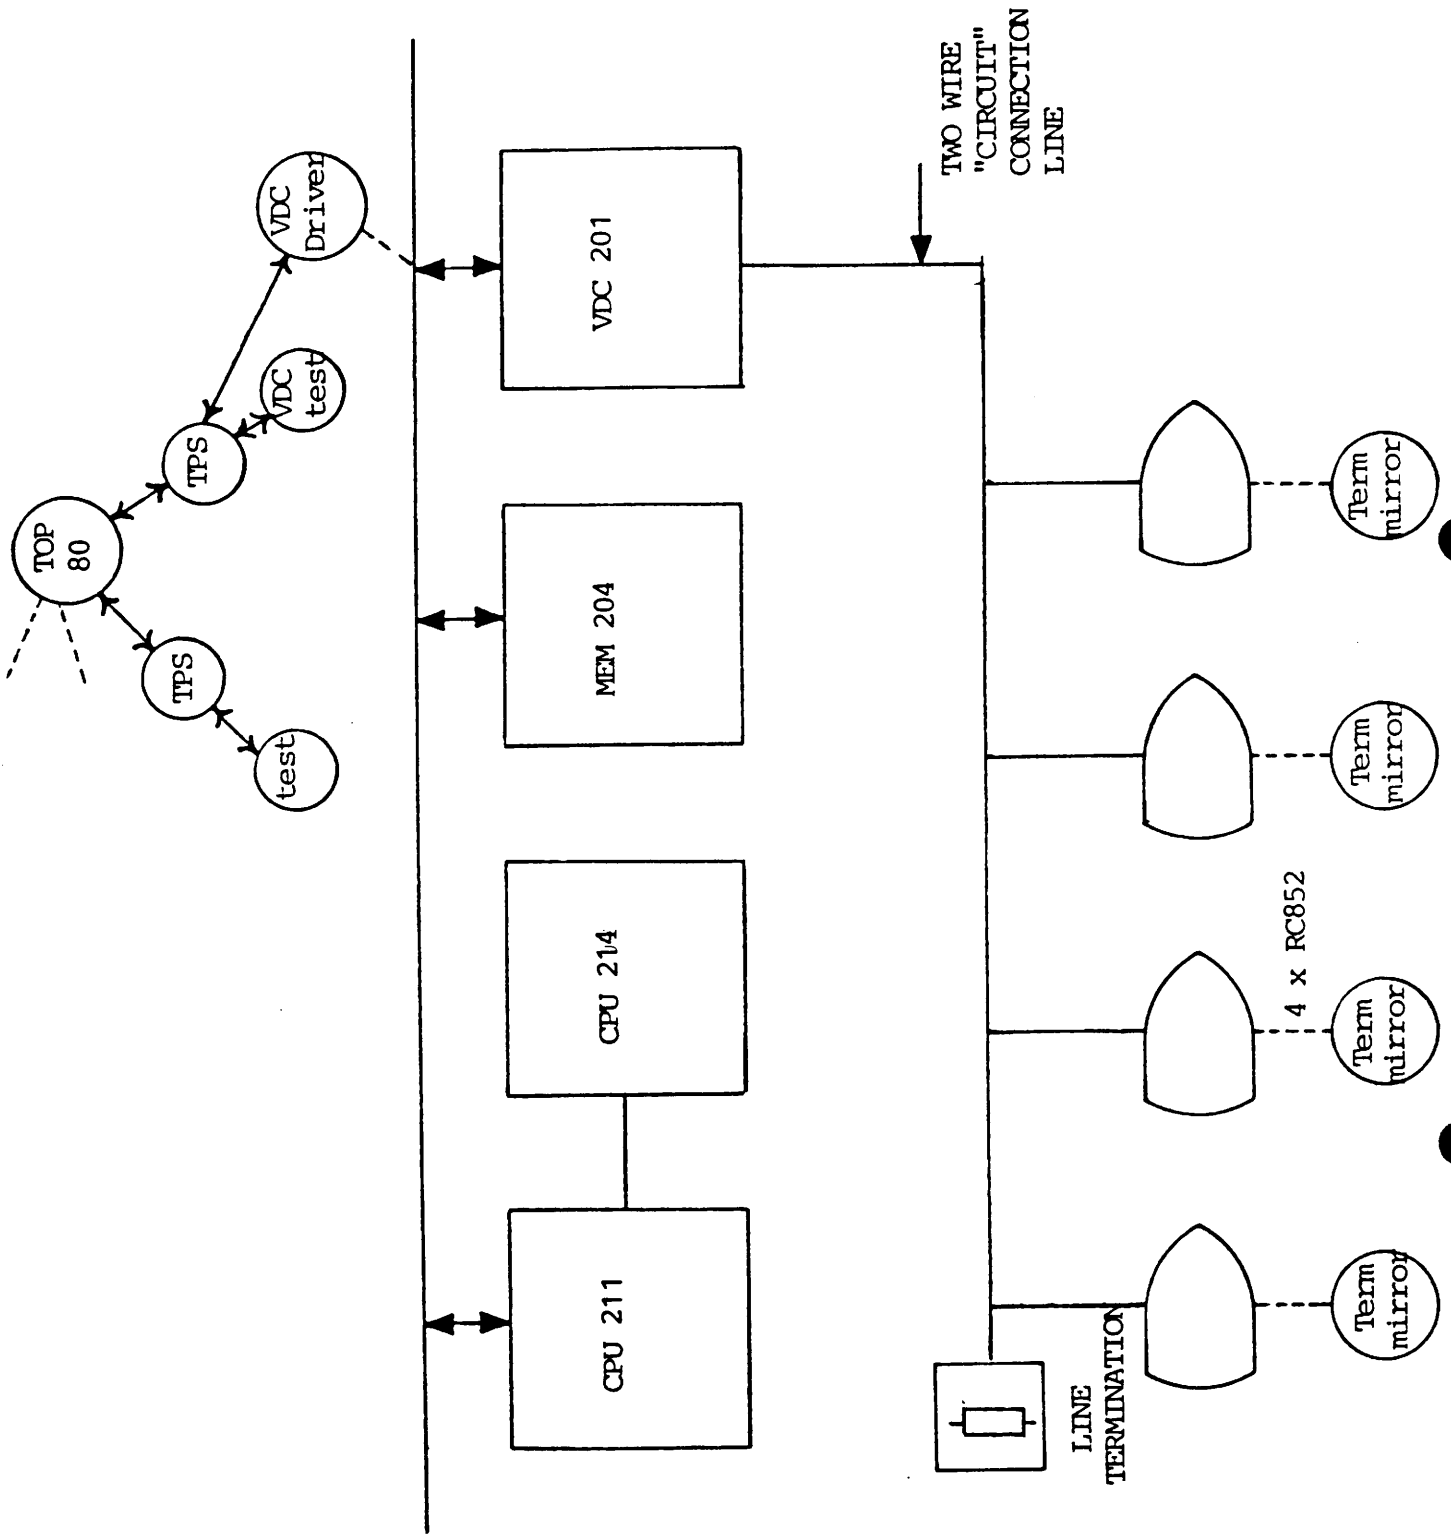 TOP
80
TPS
TPS
test
VDC
test
VDC
Driver
CPU 2111
CPU 214
MEM 204
VDC 201
TWO WIRE
"CIRCUIT"
CONNECTION
LINE
LINE
TERMINATION
4 x RC852
Term
mirror
Term
mirror
Term
mirror
Term
mirror